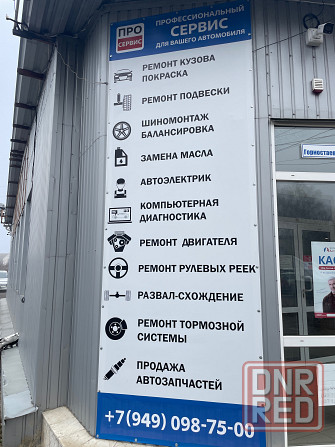 ПРО
СЕРВИС
ПРОФЕССИОНАЛЬНЫЙ
СЕРВИС
ДЛЯ ВАШЕГО АВТОМОБИЛЯ
РЕМОНТ КУЗОВА
ПОКРАСКА
РЕМОНТ ПОДВЕСКИ
ШИНОМОНТАЖ
БАЛАНСИРОВКА
ЗАМЕНА МАСЛА
АВТОЭЛЕКТРИК
КОМПЬЮТЕРНАЯ
ДИАГНОСТИКА
РЕМОНТ ДВИГАТЕЛЯ
РЕМОНТ РУЛЕВЫХ РЕЕК
РАЗВАЛ-СХОЖДЕНИЕ
РЕМОНТ ТОРМОЗНОЙ
СИСТЕМЫ
ПРОДАЖА
АВТОЗАПЧАСТЕЙ
+7(949) 098-75-00
DNR
RED